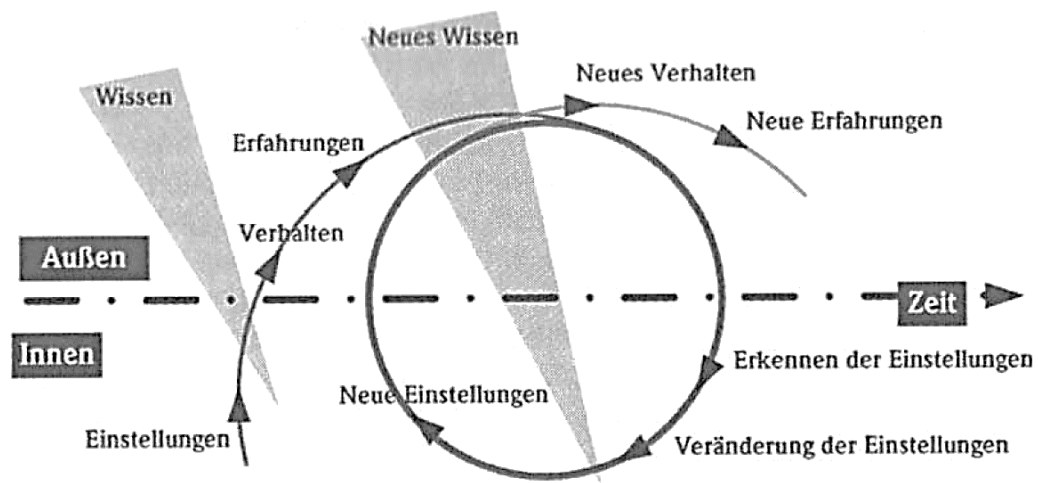 Neues Wissen
Wissen
Neues Verhalten
Neue Erfahrungen
Erfahrungen
Verhalten
Außen
Zeit
Innen
Erkennen der Einstellungen
Neue Einstellungen
Einstellungen
Veränderung der Einstellungen